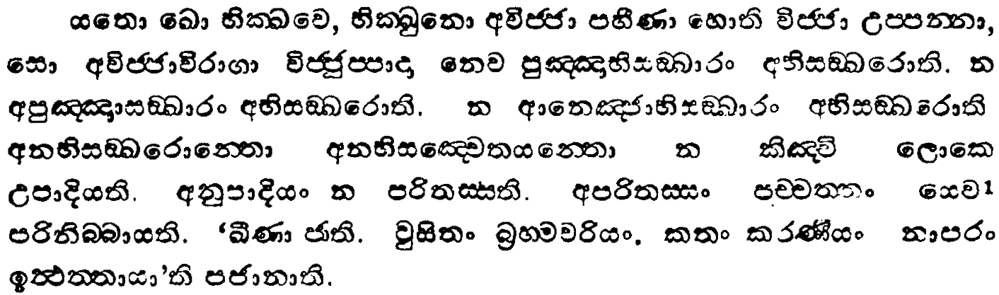 යතො ඛො භික්ඛවෙ, භික්ඛුනො අවිජ්ජා පහීණා හොති විජ්ජා උප්පන්නා,
සො අවිජ්ජාවිරාගා විජ්ජුප්පාදා නෙව පුඤ්ඤාභිසඞ්ඛාරං අභිසඞ්ඛරොති. න
අපුඤ්ඤාසඞ්ඛාරං අභිසඞ්ඛරොති. න ආනෙඤ්ජාභිසඞ්ඛාරං අභිසඞ්ඛරොති
අනභිසඞ්ඛරොන්තො අනභිසඤ්චෙතයන්තො න කිඤ්චි ලොකෙ
උපාදියති. අනුපාදියං න පරිතස්සති. අපරිතස්සං පච්චත්තං යෙව¹
පරිනිබ්බායති. ‘ඛීණා ජාති. වුසිතං බ්‍රහ්මචරියං. කතං කරණීයං නාපරං
ඉත්ථත්තායා’ති පජානාති.